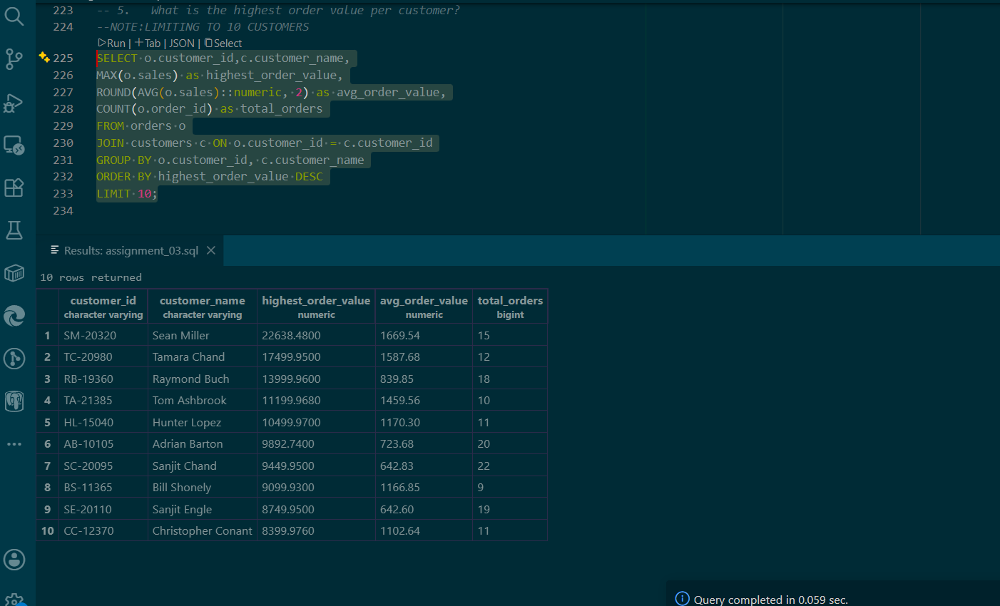 223 -- 5.   What is the highest order value per customer?
224 --NOTE:LIMITING TO 10 CUSTOMERS
▷Run | +Tab | JSON | Select
225 SELECT o.customer_id,c.customer_name,
226 MAX(o.sales) as highest_order_value,
227 ROUND(AVG(o.sales)::numeric, 2) as avg_order_value,
228 COUNT(o.order_id) as total_orders
229 FROM orders o
230 JOIN customers c ON o.customer_id = c.customer_id
231 GROUP BY o.customer_id, c.customer_name
232 ORDER BY highest_order_value DESC
233 LIMIT 10;
234
Results: assignment_03.sql ×
10 rows returned
customer_id customer_name highest_order_value avg_order_value total_orders
character varying character varying numeric numeric bigint
1 SM-20320 Sean Miller 22638.4800 1669.54 15
2 TC-20980 Tamara Chand 17499.9500 1587.68 12
3 RB-19360 Raymond Buch 13999.9600 839.85 18
4 TA-21385 Tom Ashbrook 11199.9680 1459.56 10
5 HL-15040 Hunter Lopez 10499.9700 1170.30 11
6 AB-10105 Adrian Barton 9892.7400 723.68 20
7 SC-20095 Sanjit Chand 9449.9500 642.83 22
8 BS-11365 Bill Shonely 9099.9300 1166.85 9
9 SE-20110 Sanjit Engle 8749.9500 642.60 19
10 CC-12370 Christopher Conant 8399.9760 1102.64 11
Query completed in 0.059 sec.